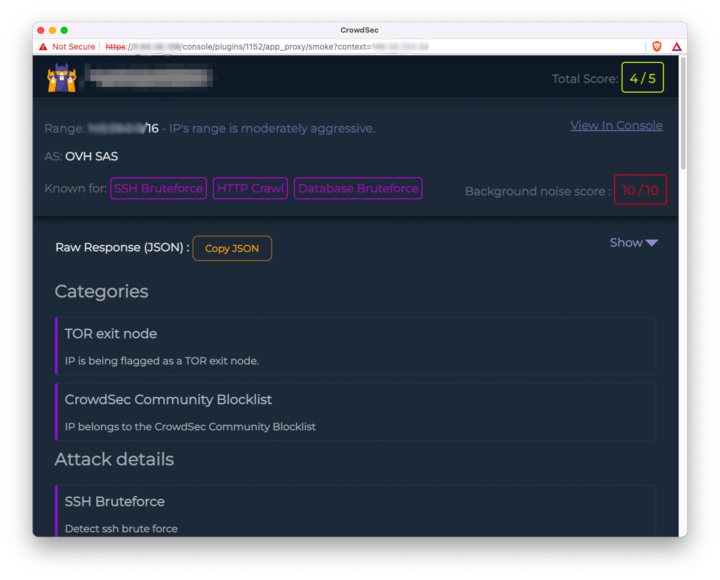 CrowdSec
Not Secure https:// /console/plugins/1152/app_proxy/smoke?context=
Total Score: 4 / 5
Range: /16 - IP's range is moderately aggressive.
View In Console
AS: OVH SAS
Known for: SSH Bruteforce HTTP Crawl Database Bruteforce
Background noise score : 10 / 10
Raw Response (JSON) : Copy JSON
Show
Categories
TOR exit node
IP is being flagged as a TOR exit node.
CrowdSec Community Blocklist
IP belongs to the CrowdSec Community Blocklist
Attack details
SSH Bruteforce
Detect ssh brute force